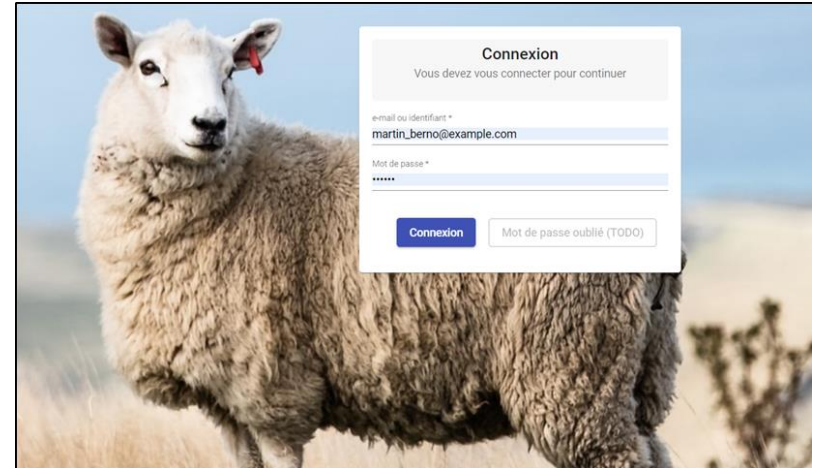 Connexion
Vous devez vous connecter pour continuer
e-mail ou identifiant *
martin_berno@example.com
Mot de passe *
••••••
Connexion
Mot de passe oublié (TODO)